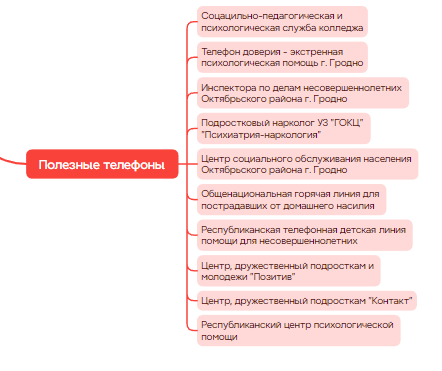 Соцацильно-педагогическая и
психологическая служба колледжа
Телефон доверия - экстренная
психологическая помощь г. Гродно
Инспектора по делам несовершеннолетних
Октябрьского района г. Гродно
Подростковый нарколог УЗ "ГОКЦ"
"Психиатрия-наркология"
Полезные телефоны
Центр социального обслуживания населения
Октябрьского района г. Гродно
Общенациональная горячая линия для
пострадавших от домашнего насилия
Республиканская телефонная детская линия
помощи для несовершеннолетних
Центр, дружественный подросткам и
молодежи "Позитив"
Центр, дружественный подросткам "Контакт"
Республиканский центр психологической
помощи